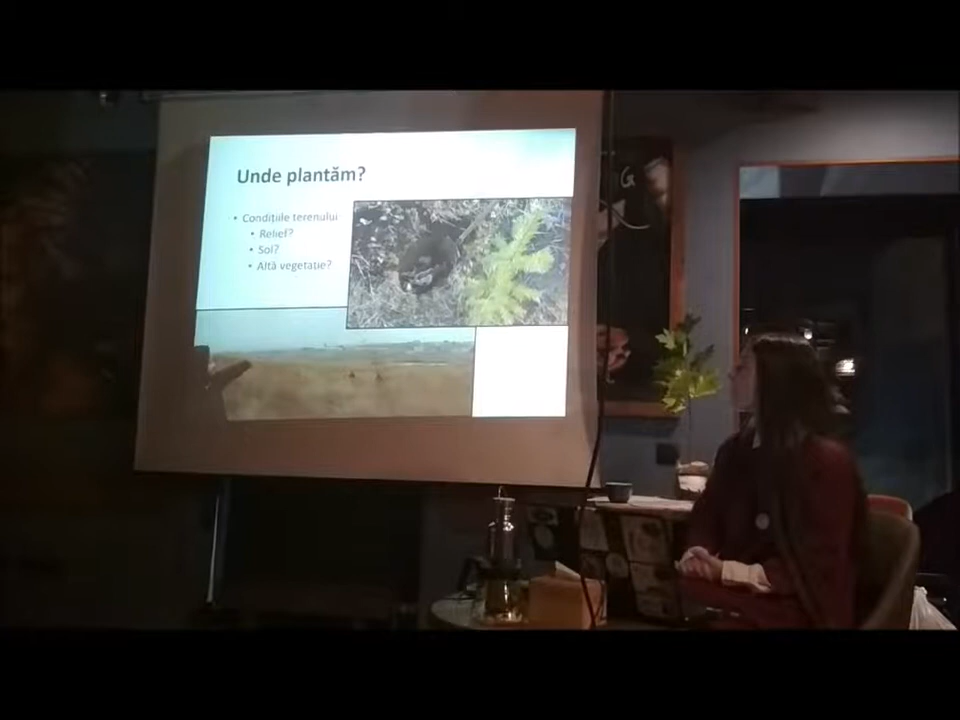 Unde plantăm?
• Condițiile terenului
• Relief?
• Sol?
• Altă vegetație?
G